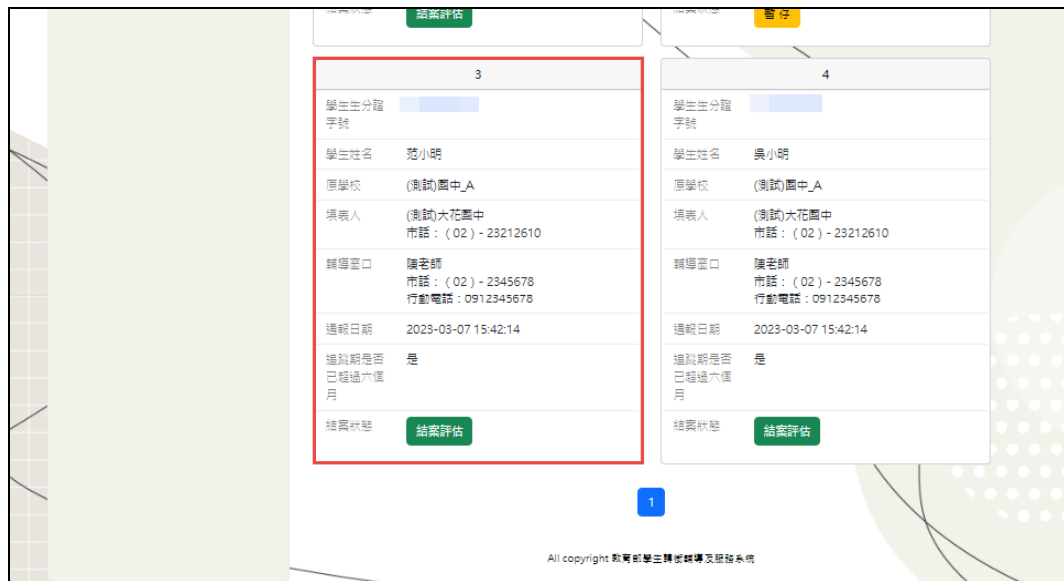 結案評估
暫 存
3
學生生分證
字號
學生姓名
范小明
原學校
(測試)國中_A
填表人
(測試)大花國中
市話：(02) - 23212610
輔導窗口
陳老師
市話：(02) - 2345678
行動電話：0912345678
通報日期
2023-03-07 15:42:14
追蹤期是否
已超過六個
月
是
結案狀態
結案評估
4
學生生分證
字號
學生姓名
吳小明
原學校
(測試)國中_A
填表人
(測試)大花國中
市話：(02) - 23212610
輔導窗口
陳老師
市話：(02) - 2345678
行動電話：0912345678
通報日期
2023-03-07 15:42:14
追蹤期是否
已超過六個
月
是
結案狀態
結案評估
1
All copyright 教育部學生轉銜輔導及服務系統